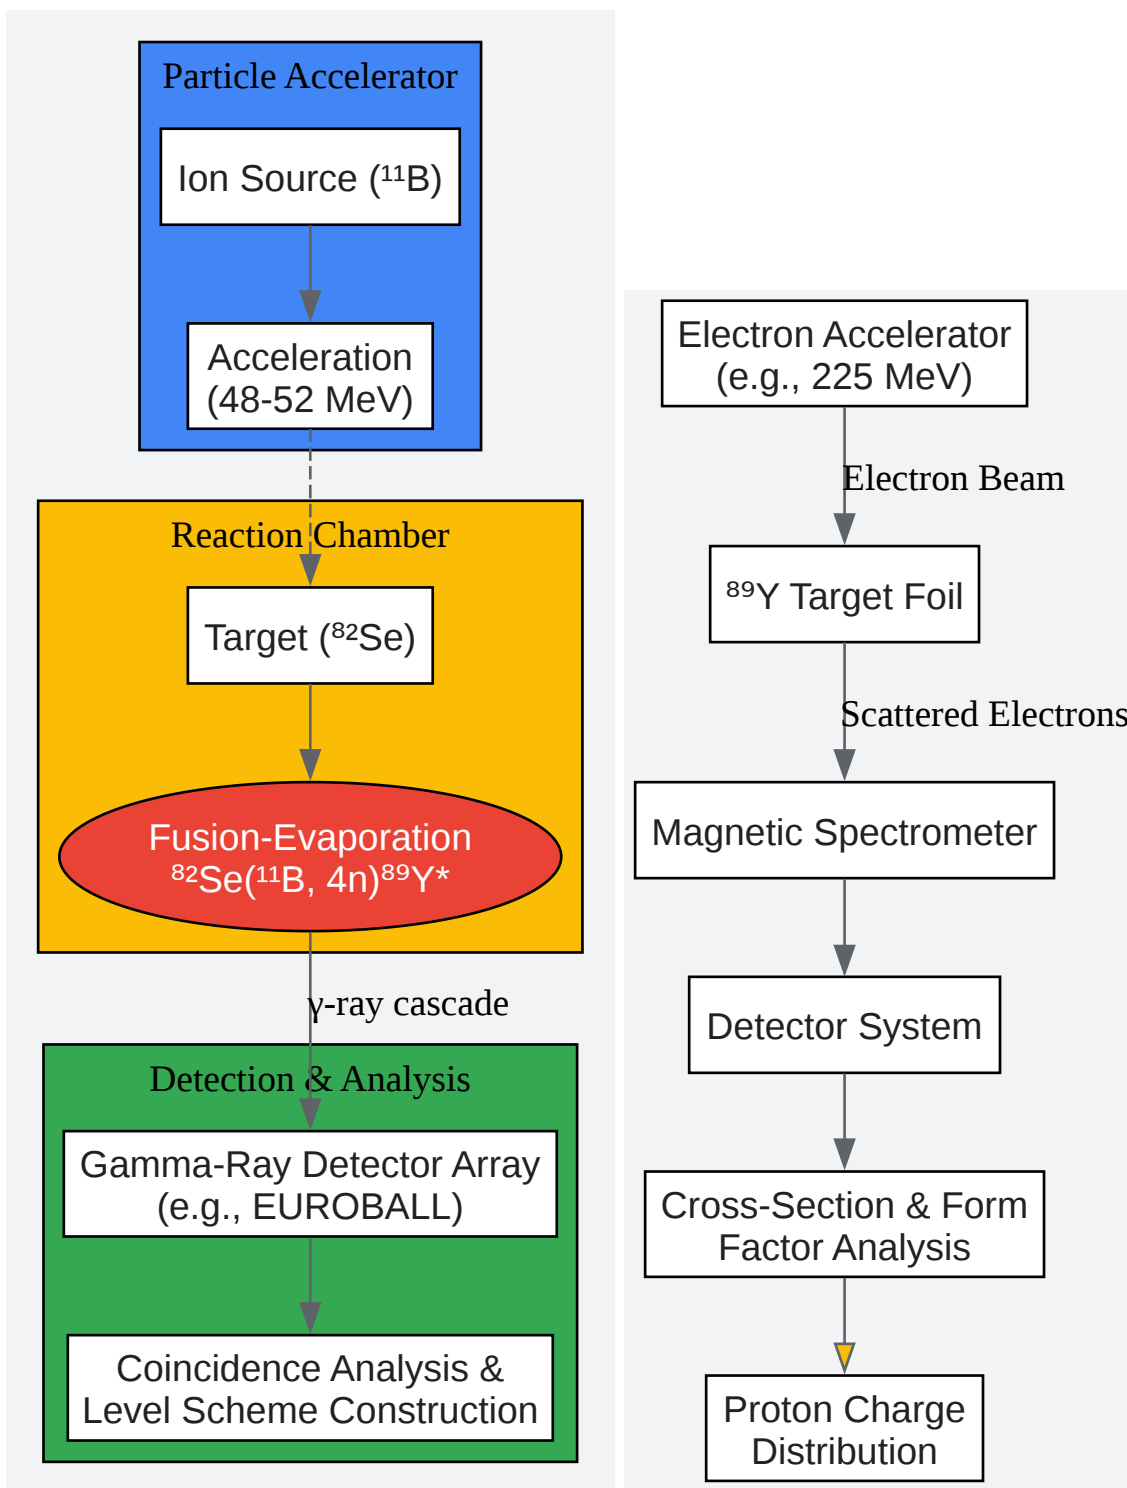 Particle Accelerator
Ion Source (¹¹B)
Acceleration
(48-52 MeV)
Reaction Chamber
Target (⁸²Se)
Fusion-Evaporation
⁸²Se(¹¹B, 4n)⁸⁹Y*
γ-ray cascade
Detection & Analysis
Gamma-Ray Detector Array
(e.g., EUROBALL)
Coincidence Analysis &
Level Scheme Construction
Electron Accelerator
(e.g., 225 MeV)
Electron Beam
⁸⁹Y Target Foil
Scattered Electrons
Magnetic Spectrometer
Detector System
Cross-Section & Form
Factor Analysis
Proton Charge
Distribution